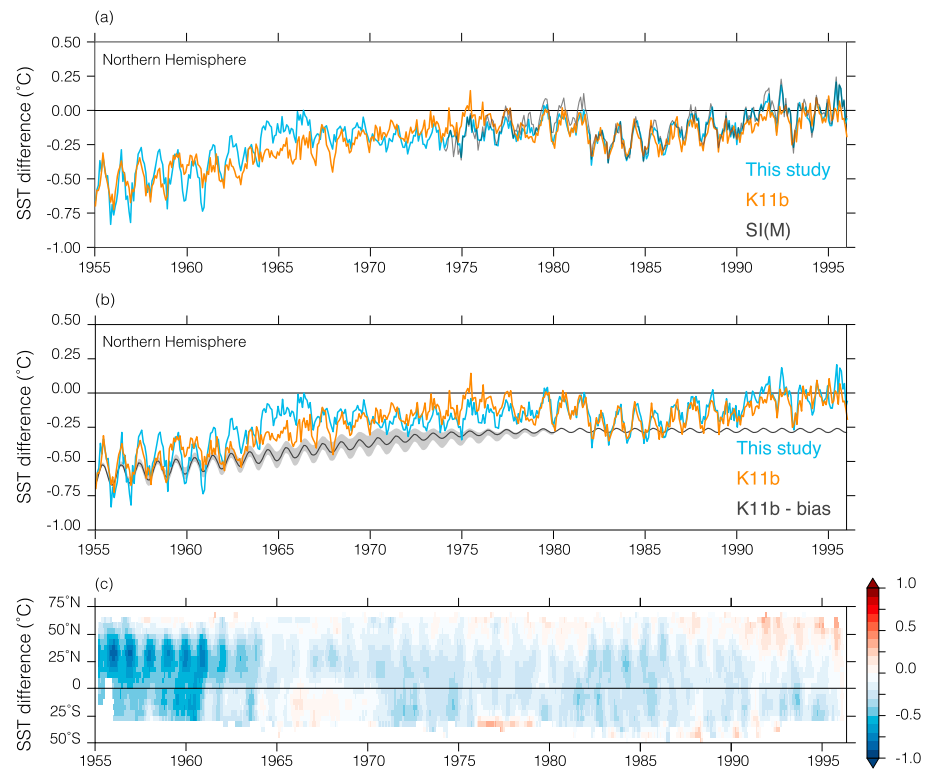 (a)
0.50
0.25
0.00
-0.25
-0.50
-0.75
-1.00
SST difference (˚C)
Northern Hemisphere
This study
K11b
SI(M)
1955 1960 1965 1970 1975 1980 1985 1990 1995
(b)
0.50
0.25
0.00
-0.25
-0.50
-0.75
-1.00
SST difference (˚C)
Northern Hemisphere
This study
K11b
K11b - bias
1955 1960 1965 1970 1975 1980 1985 1990 1995
(c)
75˚N
50˚N
25˚N
0
25˚S
50˚S
SST difference (˚C)
1955 1960 1965 1970 1975 1980 1985 1990 1995
1.0
0.5
0.0
-0.5
-1.0